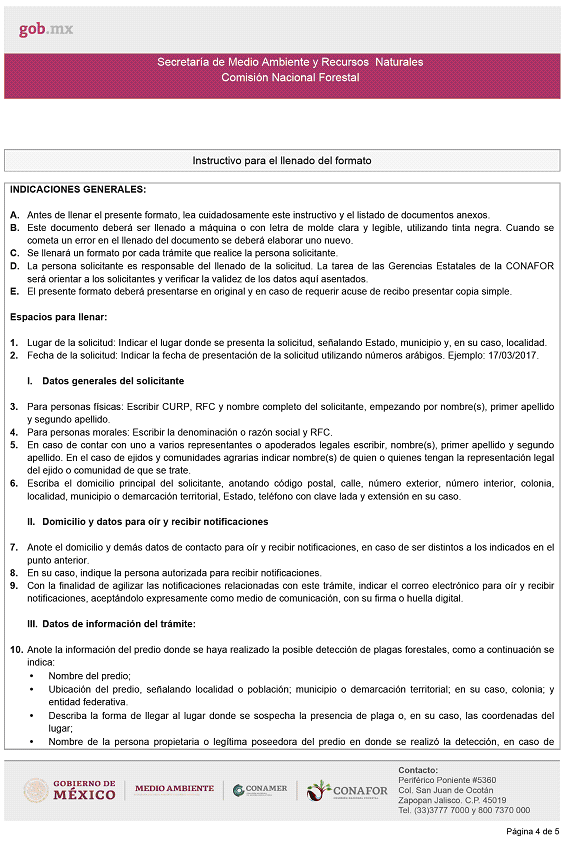 gob.mx
Secretaría de Medio Ambiente y Recursos Naturales
Comisión Nacional Forestal
Instructivo para el llenado del formato
INDICACIONES GENERALES:
A. Antes de llenar el presente formato, lea cuidadosamente este instructivo y el listado de documentos anexos.
B. Este documento deberá ser llenado a máquina o con letra de molde clara y legible, utilizando tinta negra. Cuando se
cometa un error en el llenado del documento se deberá elaborar uno nuevo.
C. Se llenará un formato por cada trámite que realice la persona solicitante.
D. La persona solicitante es responsable del llenado de la solicitud. La tarea de las Gerencias Estatales de la CONAFOR
será orientar a los solicitantes y verificar la validez de los datos aquí asentados.
E. El presente formato deberá presentarse en original y en caso de requerir acuse de recibo presentar copia simple.
Espacios para llenar:
1. Lugar de la solicitud: Indicar el lugar donde se presenta la solicitud, señalando Estado, municipio y, en su caso, localidad.
2. Fecha de la solicitud: Indicar la fecha de presentación de la solicitud utilizando números arábigos. Ejemplo: 17/03/2017.
I. Datos generales del solicitante
3. Para personas físicas: Escribir CURP, RFC y nombre completo del solicitante, empezando por nombre(s), primer apellido
y segundo apellido.
4. Para personas morales: Escribir la denominación o razón social y RFC.
5. En caso de contar con uno a varios representantes o apoderados legales escribir, nombre(s), primer apellido y segundo
apellido. En el caso de ejidos y comunidades agrarias indicar nombre(s) de quien o quienes tengan la representación legal
del ejido o comunidad de que se trate.
6. Escriba el domicilio principal del solicitante, anotando código postal, calle, número exterior, número interior, colonia,
localidad, municipio o demarcación territorial, Estado, teléfono con clave lada y extensión en su caso.
II. Domicilio y datos para oír y recibir notificaciones
7. Anote el domicilio y demás datos de contacto para oír y recibir notificaciones, en caso de ser distintos a los indicados en el
punto anterior.
8. En su caso, indique la persona autorizada para recibir notificaciones.
9. Con la finalidad de agilizar las notificaciones relacionadas con este trámite, indicar el correo electrónico para oír y recibir
notificaciones, aceptándolo expresamente como medio de comunicación, con su firma o huella digital.
III. Datos de información del trámite:
10. Anote la información del predio donde se haya realizado la posible detección de plagas forestales, como a continuación se
indica:
• Nombre del predio;
• Ubicación del predio, señalando localidad o población; municipio o demarcación territorial; en su caso, colonia; y
entidad federativa.
• Describa la forma de llegar al lugar donde se sospecha la presencia de plaga o, en su caso, las coordenadas del
lugar;
• Nombre de la persona propietaria o legítima poseedora del predio en donde se realizó la detección, en caso de
GOBIERNO DE
MÉXICO
MEDIO AMBIENTE
CONAMER
CONAFOR
Contacto:
Periférico Poniente #5360
Col. San Juan de Ocotán
Zapopan Jalisco. C.P. 45019
Tel. (33)3777 7000 y 800 7370 000
Página 4 de 5